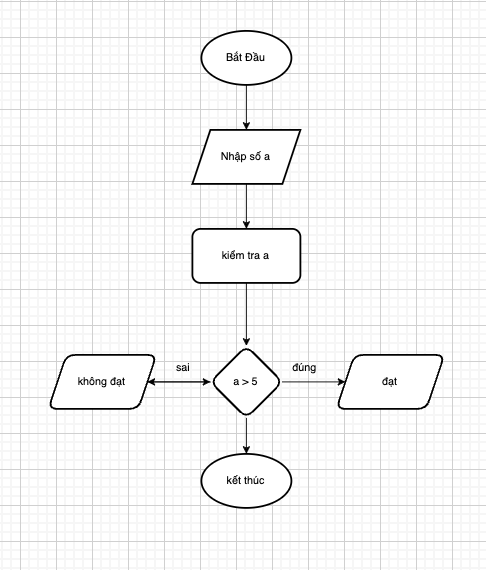 Bắt Đầu
Nhập số a
kiểm tra a
sai
đúng
không đạt
a > 5
đạt
kết thúc